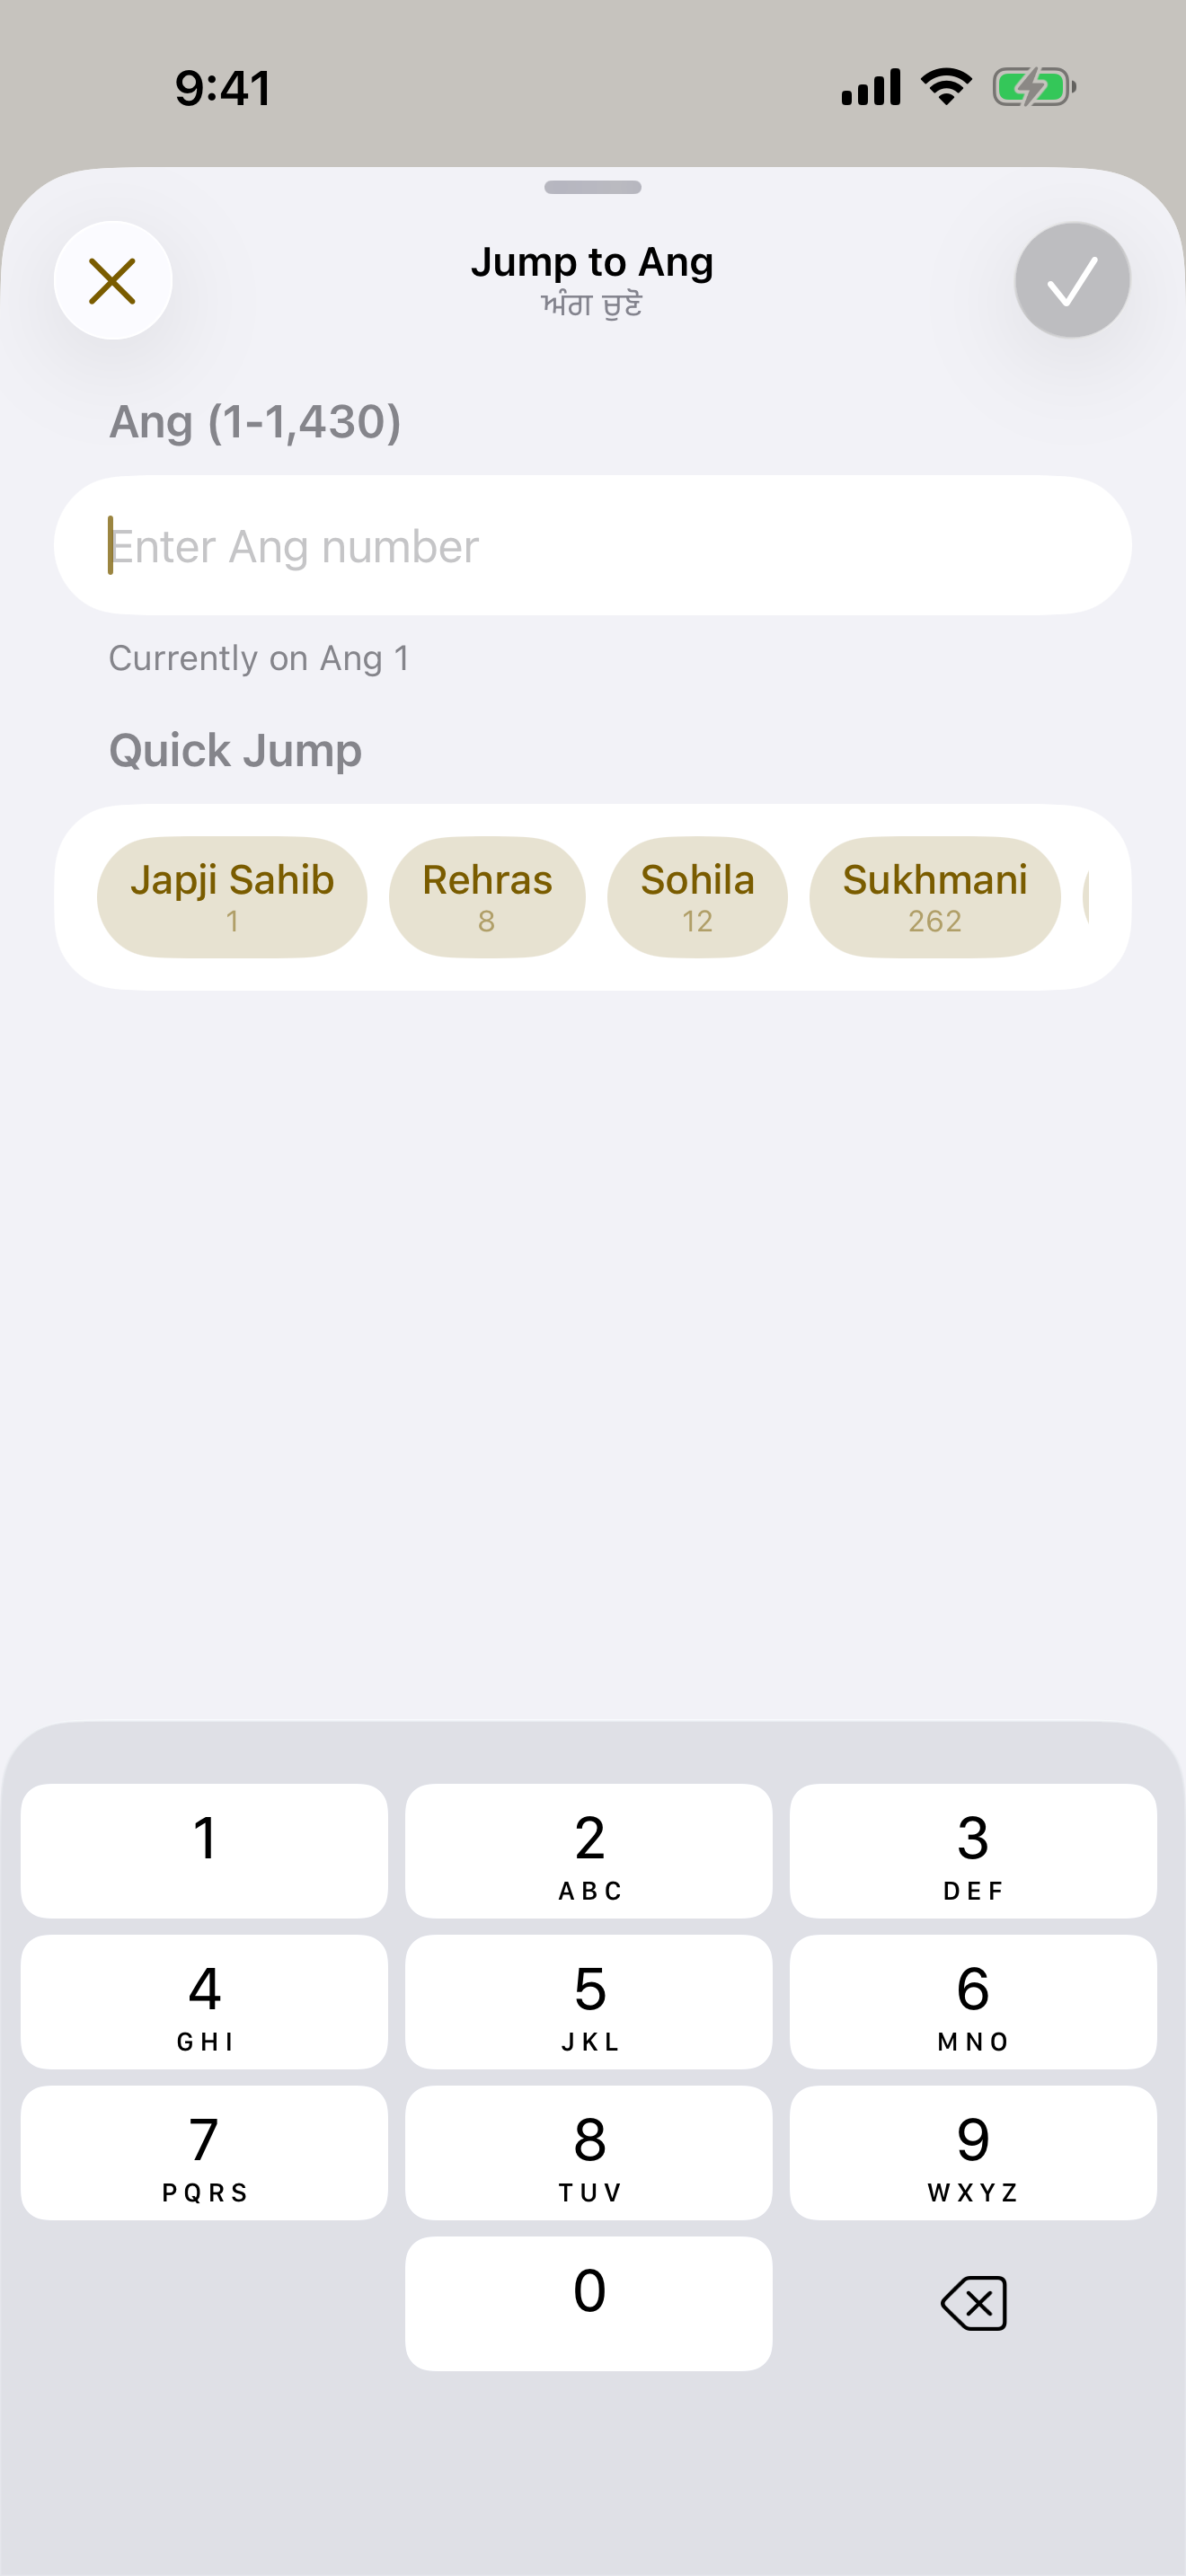 9:41
Jump to Ang
ਅੰਗ ਚੁਣੋ
Ang (1-1,430)
Enter Ang number
Currently on Ang 1
Quick Jump
Japji Sahib
1
Rehras
8
Sohila
12
Sukhmani
262
1
2
ABC
3
DEF
4
GHI
5
JKL
6
MNO
7
PQRS
8
TUV
9
WXYZ
0